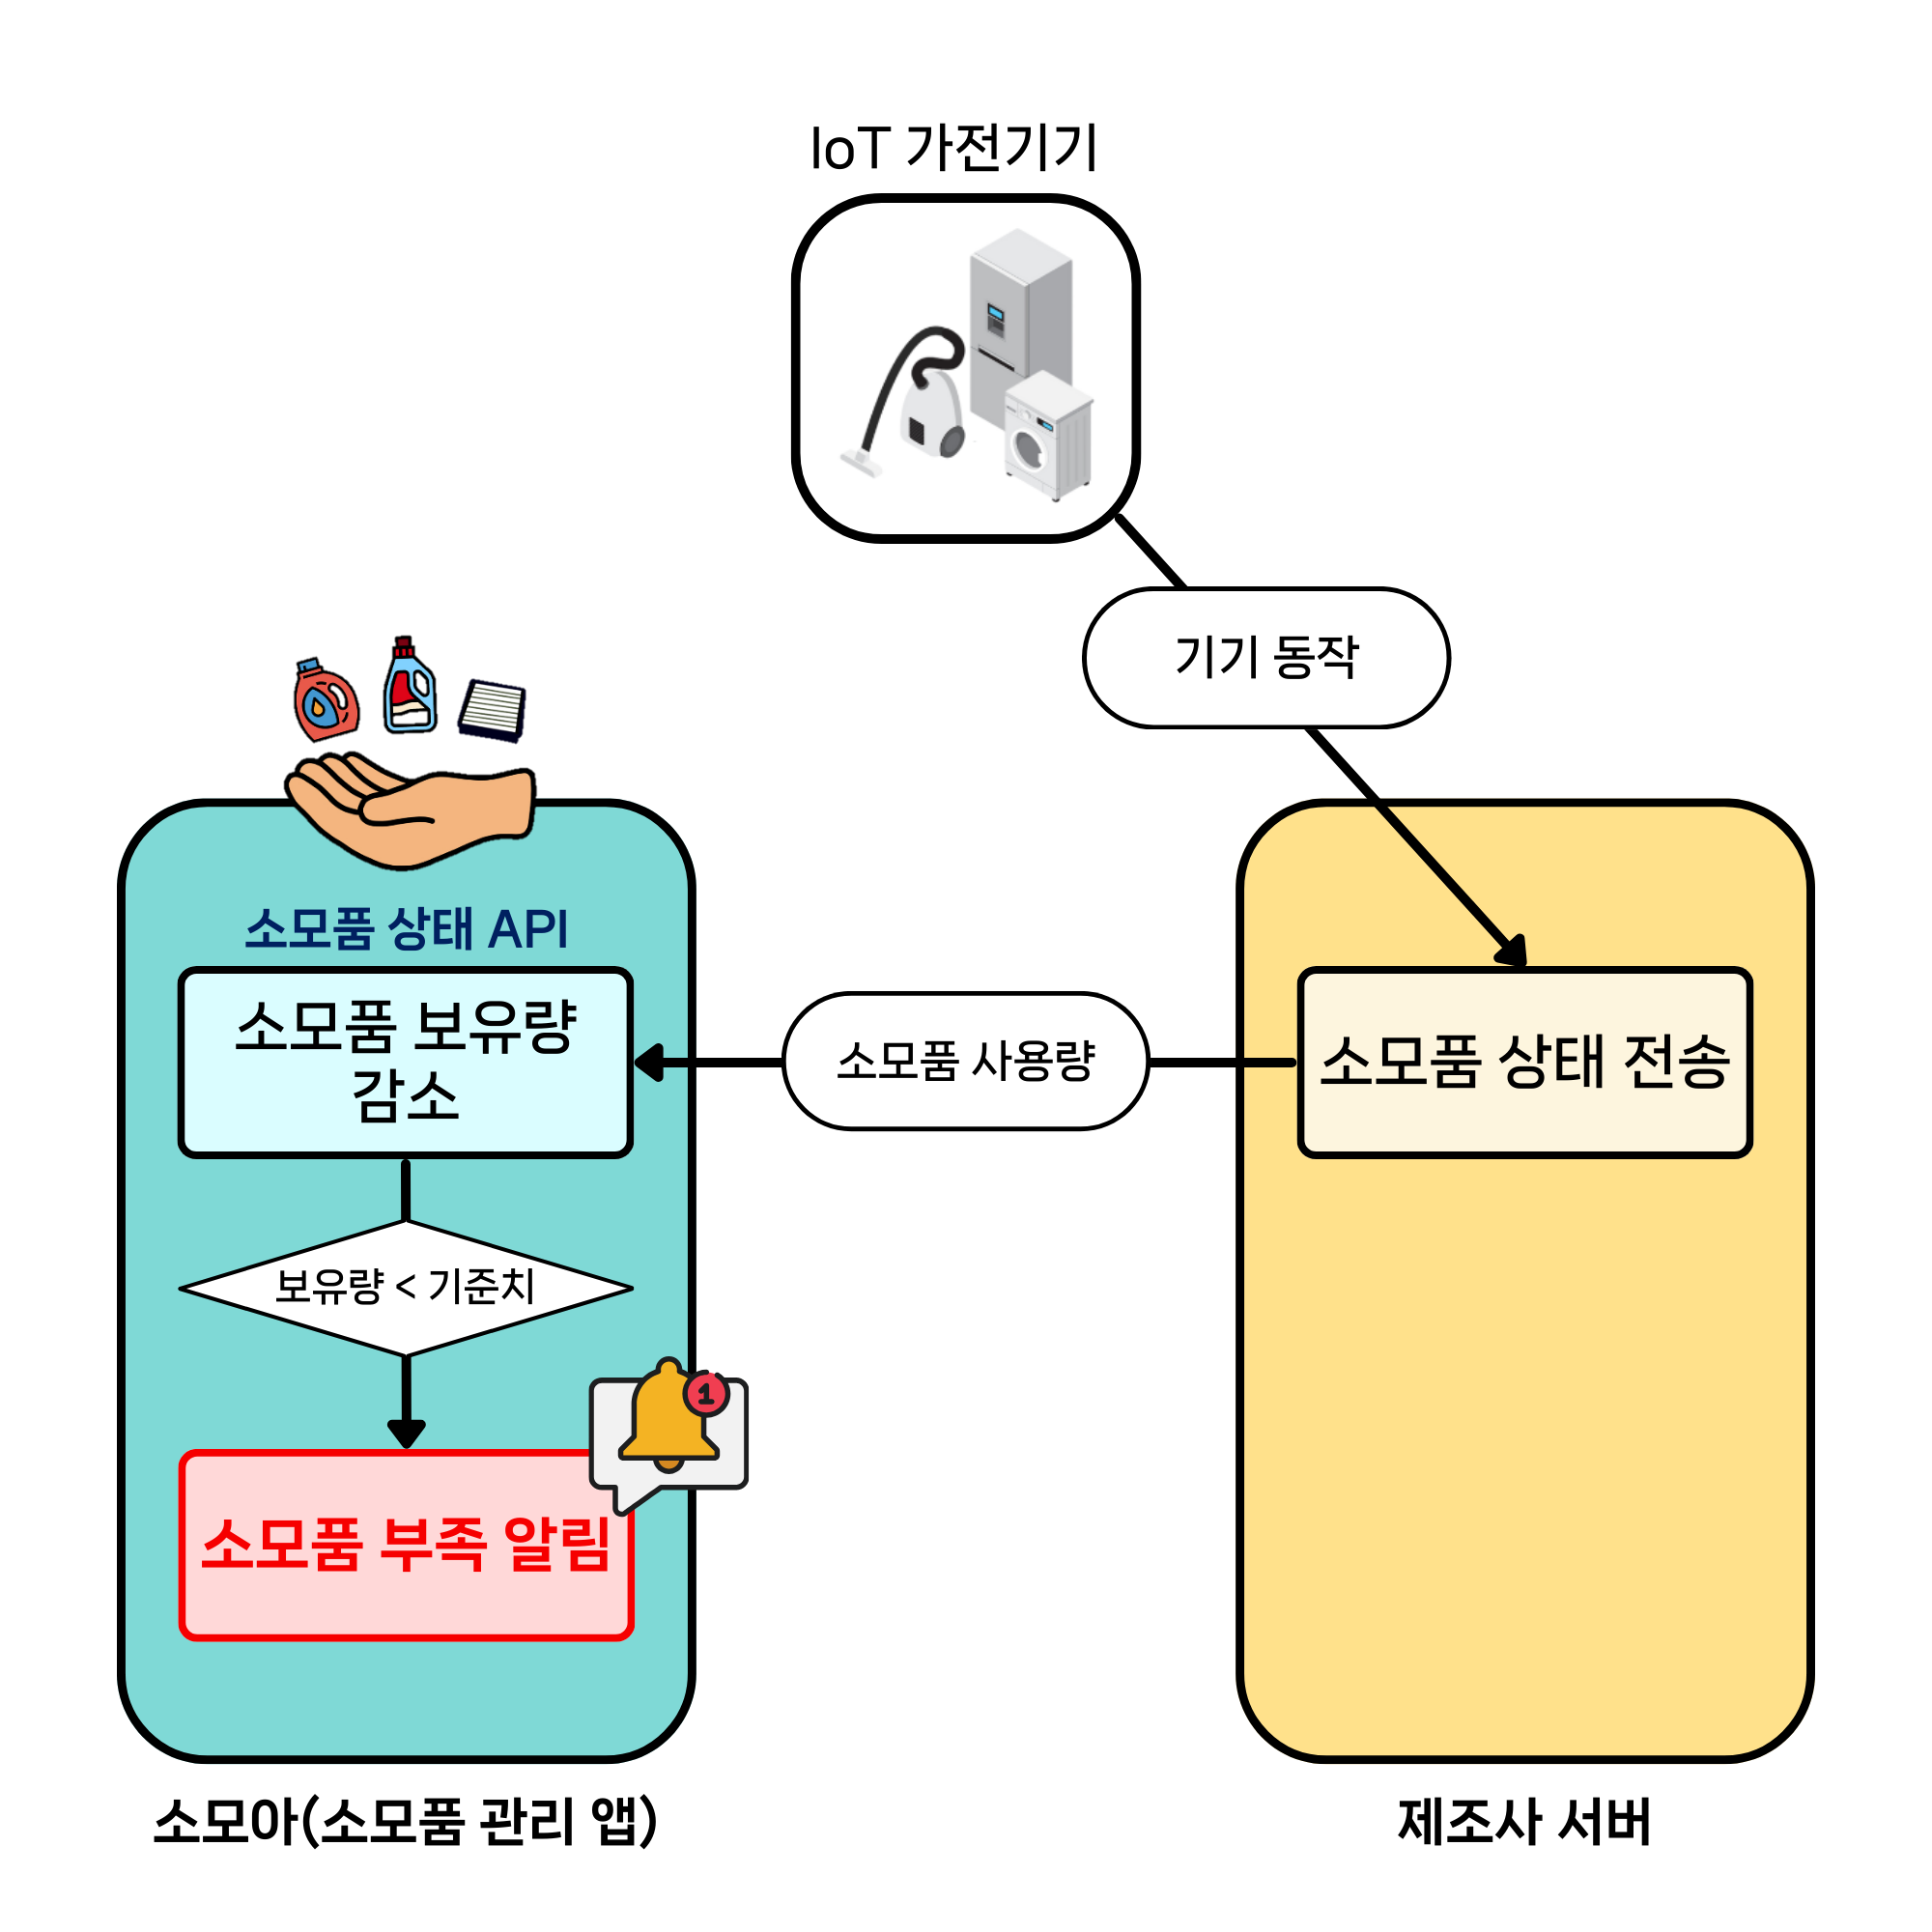 IoT 가전기기
기기 동작
소모품 상태 API
소모품 보유량
감소
소모품 사용량
소모품 상태 전송
보유량 < 기준치
1
소모품 부족 알림
소모아(소모품 관리 앱)
제조사 서버